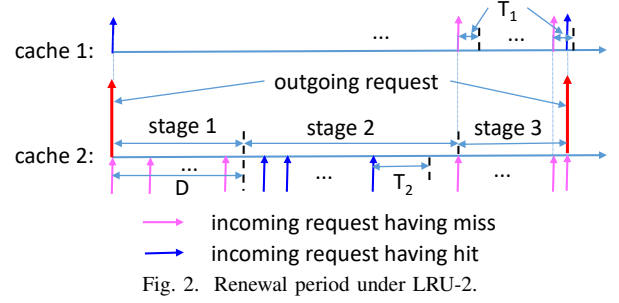 ... T1
cache 1: ...
outgoing request
stage 1 stage 2 stage 3
cache 2:
... ... T2 ...
D
incoming request having miss
incoming request having hit
Fig. 2. Renewal period under LRU-2.